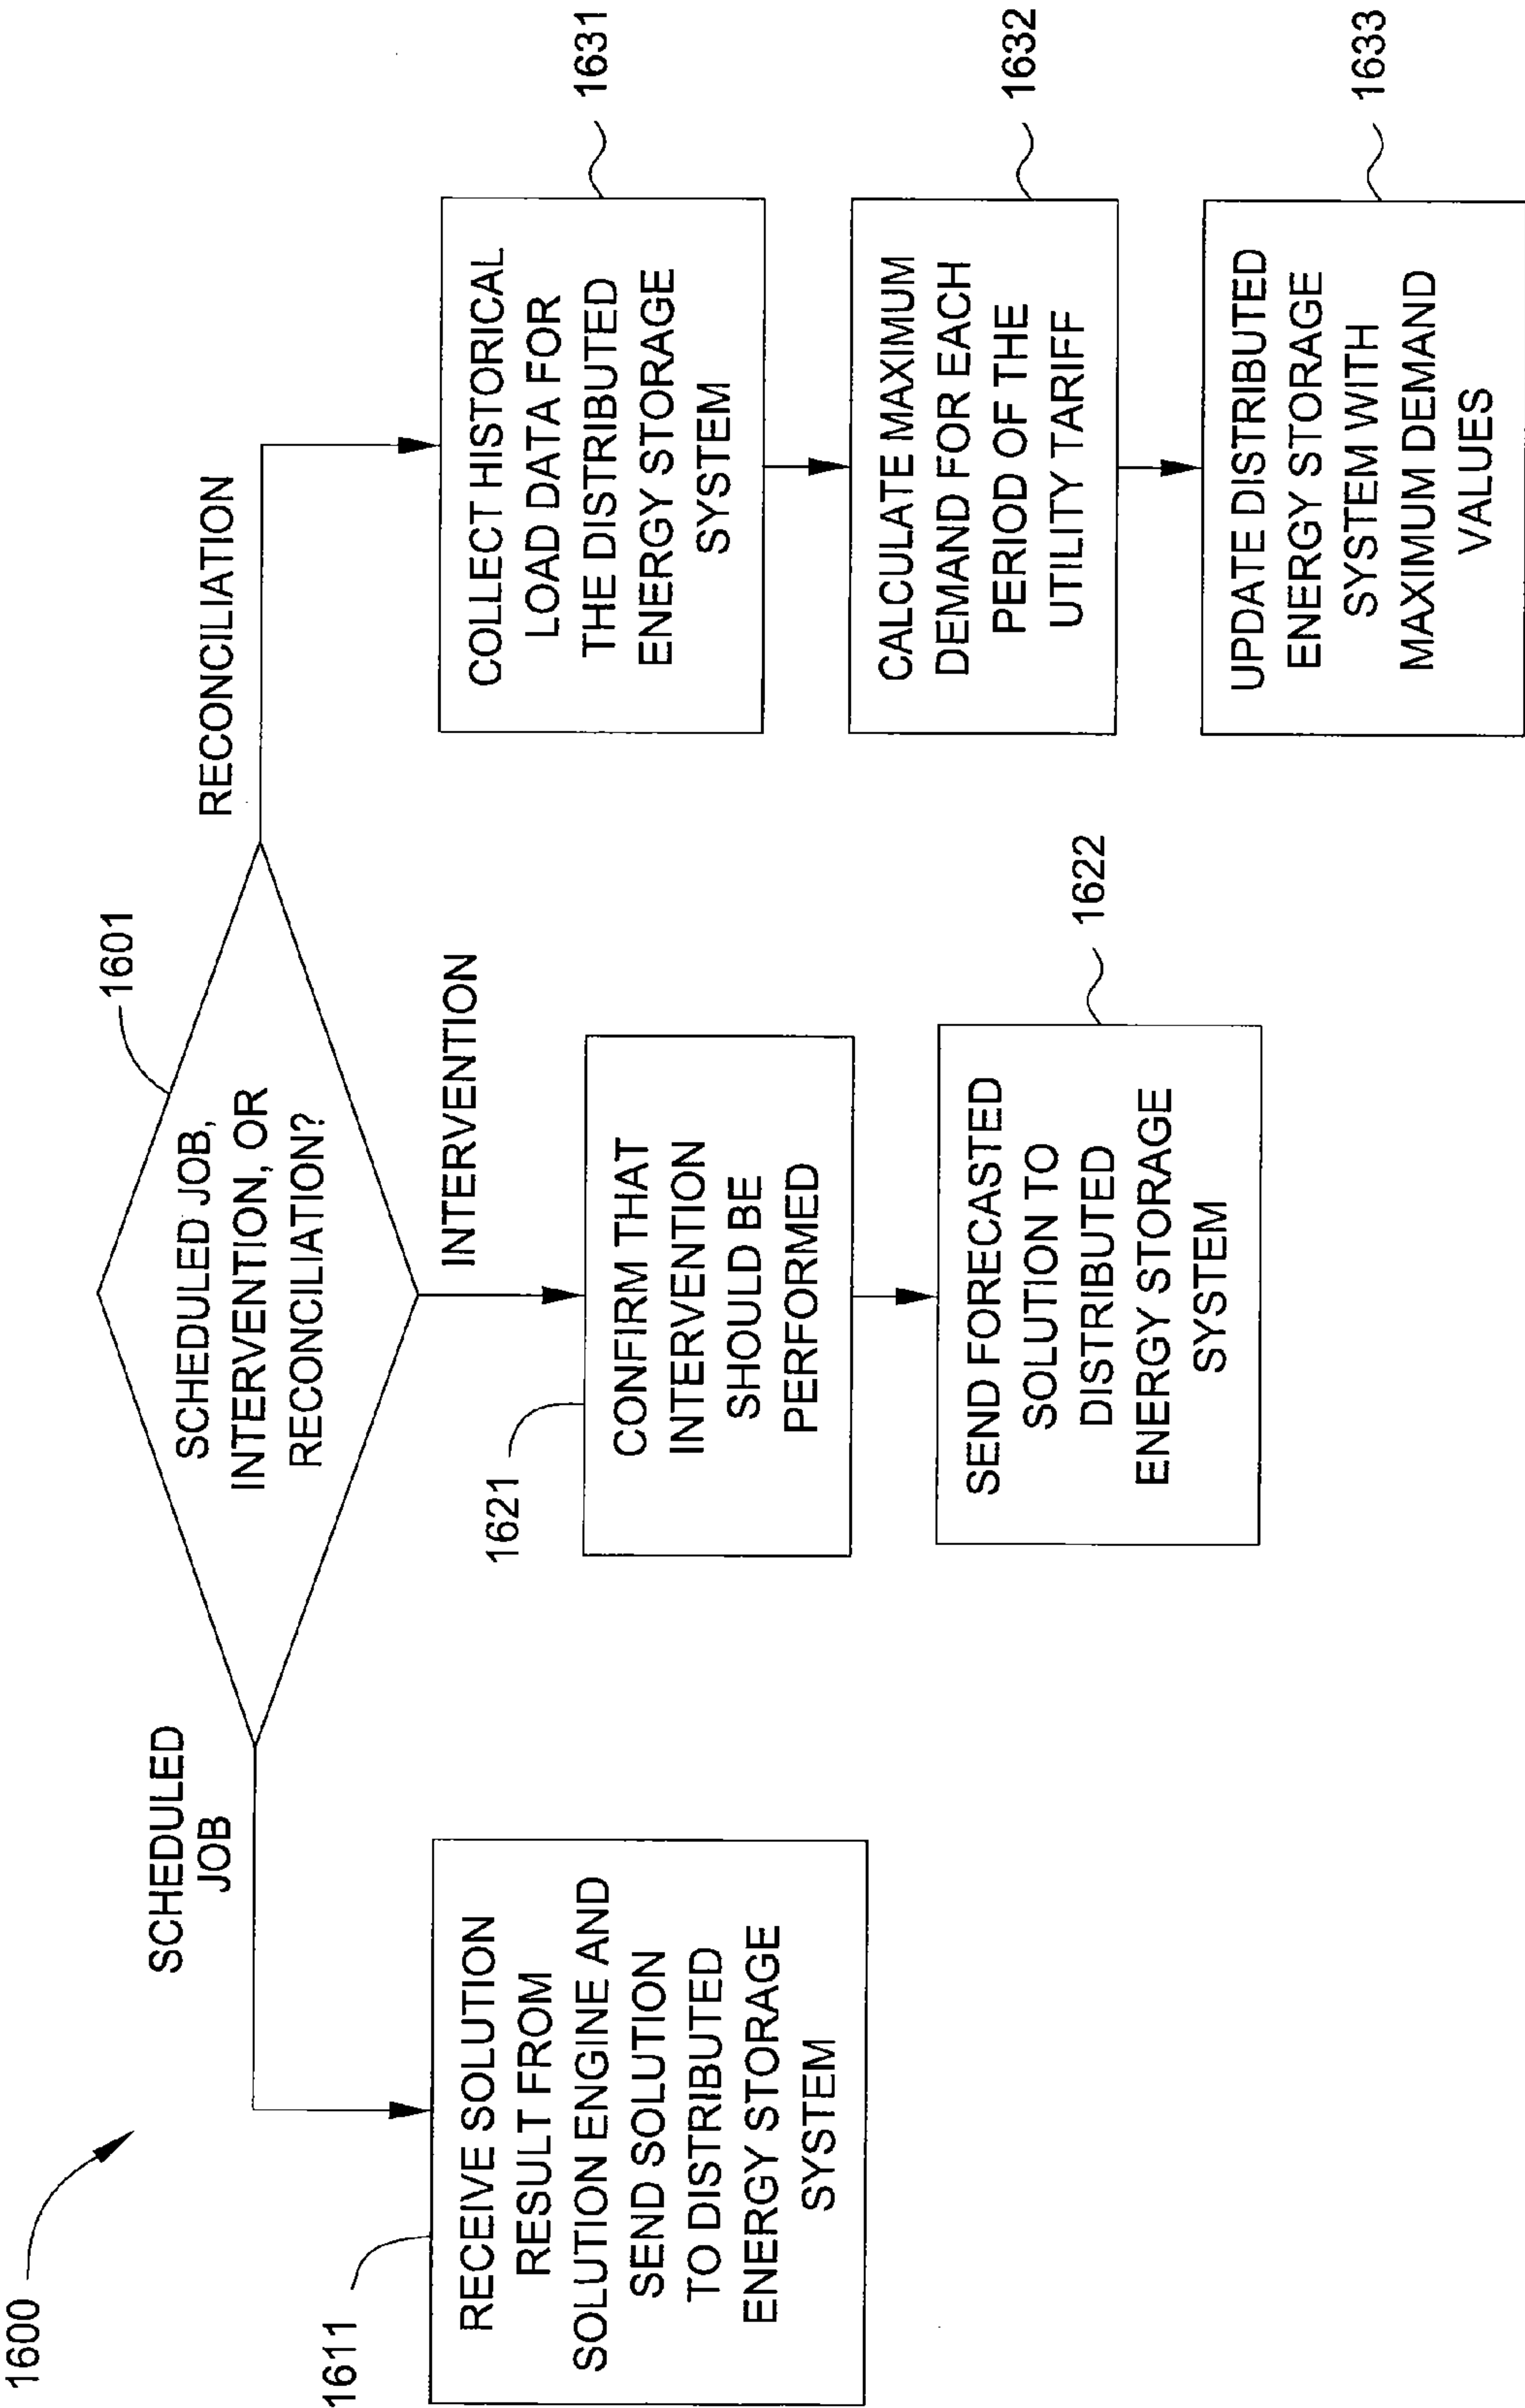 1600
1601
SCHEDULED JOB,
INTERVENTION, OR
RECONCILIATION?
SCHEDULED
JOB
1611
RECEIVE SOLUTION
RESULT FROM
SOLUTION ENGINE AND
SEND SOLUTION
TO DISTRIBUTED
ENERGY STORAGE
SYSTEM
INTERVENTION
1621
CONFIRM THAT
INTERVENTION
SHOULD BE
PERFORMED
1622
SEND FORECASTED
SOLUTION TO
DISTRIBUTED
ENERGY STORAGE
SYSTEM
RECONCILIATION
1631
COLLECT HISTORICAL
LOAD DATA FOR
THE DISTRIBUTED
ENERGY STORAGE
SYSTEM
1632
CALCULATE MAXIMUM
DEMAND FOR EACH
PERIOD OF THE
UTILITY TARIFF
1633
UPDATE DISTRIBUTED
ENERGY STORAGE
SYSTEM WITH
MAXIMUM DEMAND
VALUES